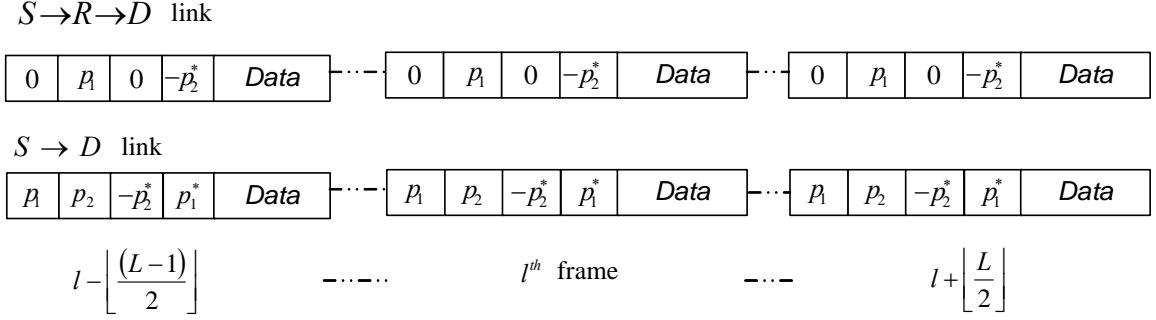 S→R→D link
0 p₁ 0 −p₂* Data 0 p₁ 0 −p₂* Data 0 p₁ 0 −p₂* Data
S → D link
p₁ p₂ −p₂* p₁* Data p₁ p₂ −p₂* p₁* Data p₁ p₂ −p₂* p₁* Data
l−⌊(L−1)/2⌋ lᵗʰ frame l+⌊L/2⌋